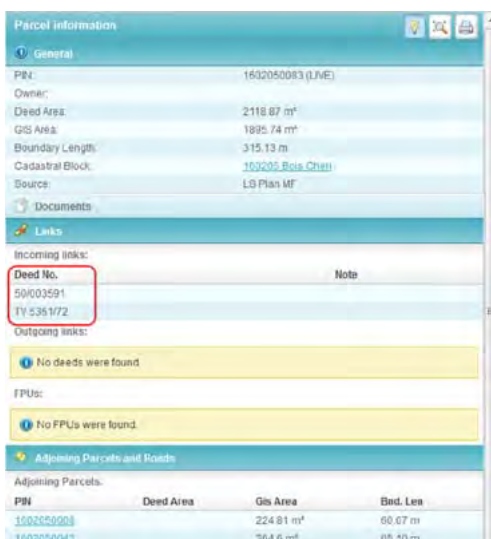 Parcel information
General
PIN: 1602050083 (LIVE)
Owner:
Deed Area: 2118.87 m²
GIS Area: 1895.74 m²
Boundary Length: 315.13 m
Cadastral Block: 160205 Bois Cheri
Source: LS Plan MF
Documents
Links
Incoming links:
Deed No. Note
50/003591
TV 5351/72
Outgoing links:
No deeds were found.
FPUs:
No FPUs were found.
Adjoining Parcels and Roads
Adjoining Parcels:
PIN Deed Area Gis Area Bnd. Len
1602050008 224.81 m² 60.07 m